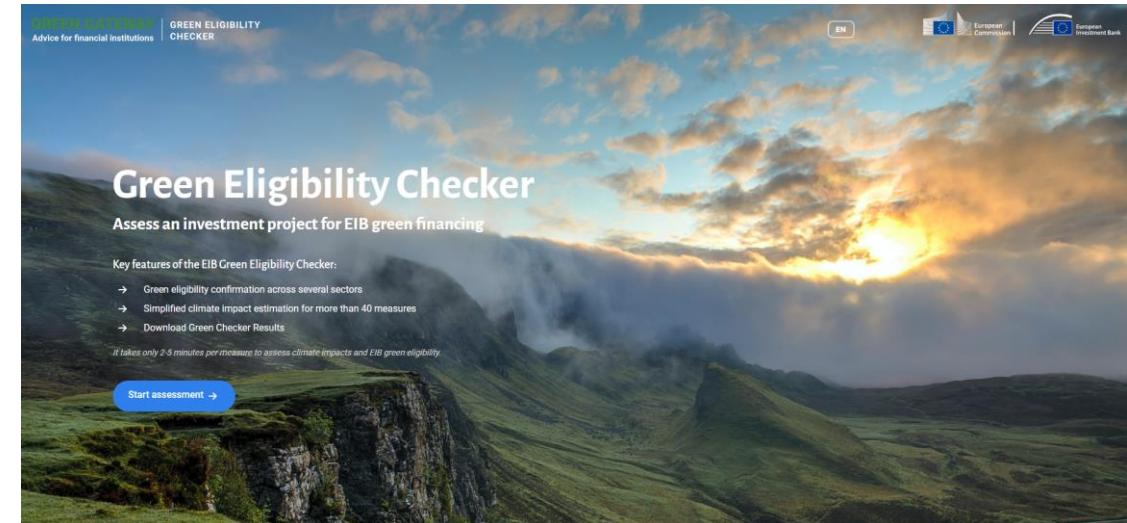 GREEN GATEWAY
Advice for financial institutions
GREEN ELIGIBILITY
CHECKER
EN
European
Commission
European
Investment Bank
Green Eligibility Checker
Assess an investment project for EIB green financing
Key features of the EIB Green Eligibility Checker:
→ Green eligibility confirmation across several sectors
→ Simplified climate impact estimation for more than 40 measures
→ Download Green Checker Results
It takes only 2-5 minutes per measure to assess climate impacts and EIB green eligibility.
Start assessment →